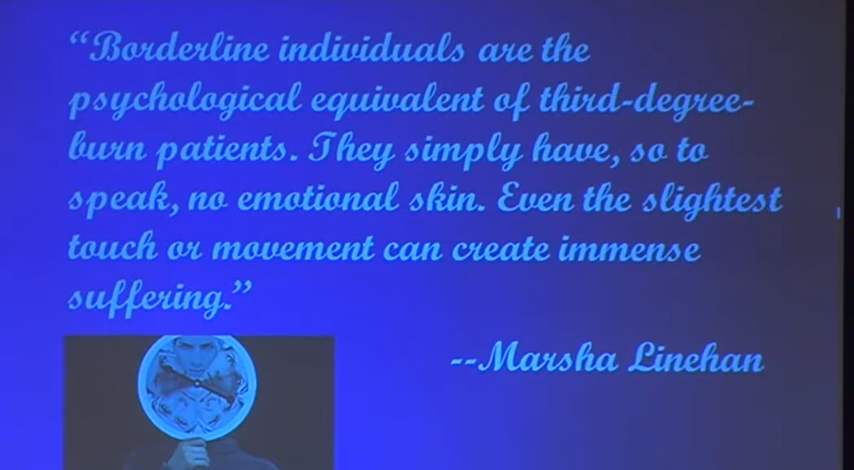 “Borderline individuals are the
psychological equivalent of third-degree-
burn patients. They simply have, so to
speak, no emotional skin. Even the slightest
touch or movement can create immense
suffering.”
--Marsha Linehan